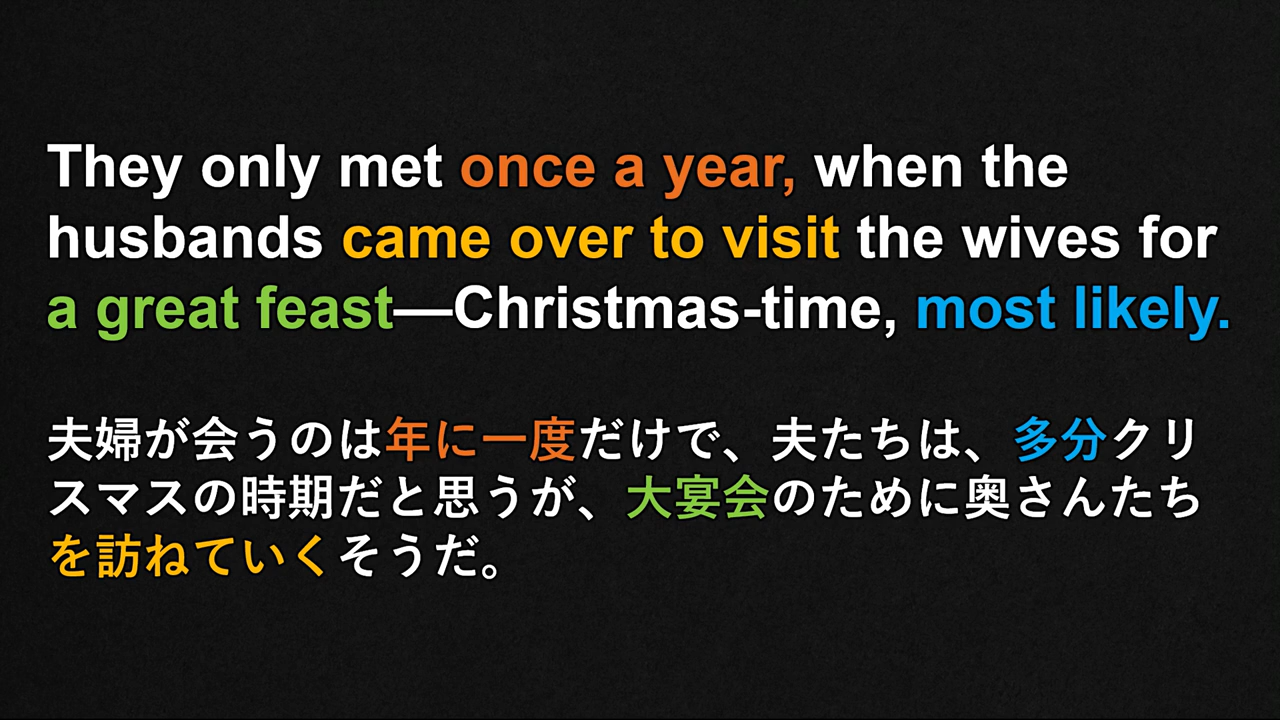 They only met once a year, when the
husbands came over to visit the wives for
a great feast—Christmas-time, most likely.
夫婦が会うのは年に一度だけで、夫たちは、多分クリ
スマスの時期だと思うが、大宴会のために奥さんたち
を訪ねていくそうだ。